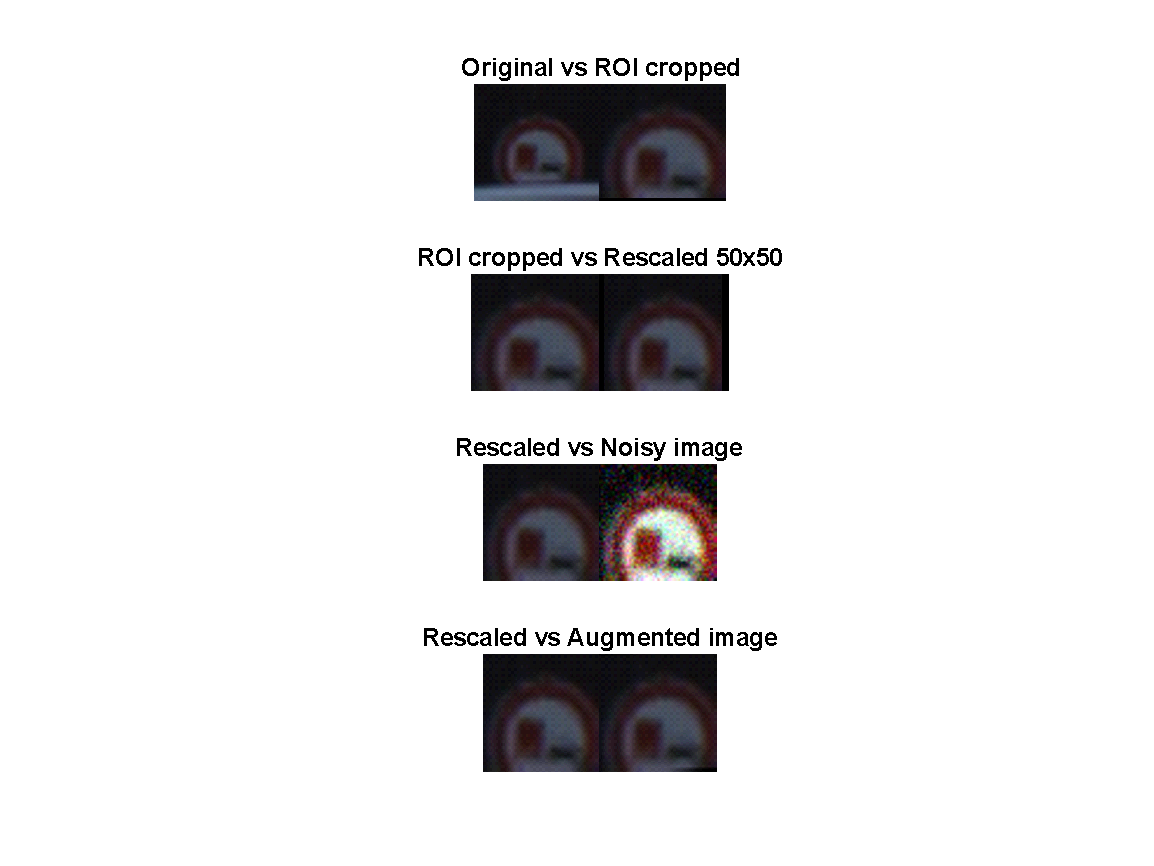 Original vs ROI cropped
ROI cropped vs Rescaled 50x50
Rescaled vs Noisy image
Rescaled vs Augmented image